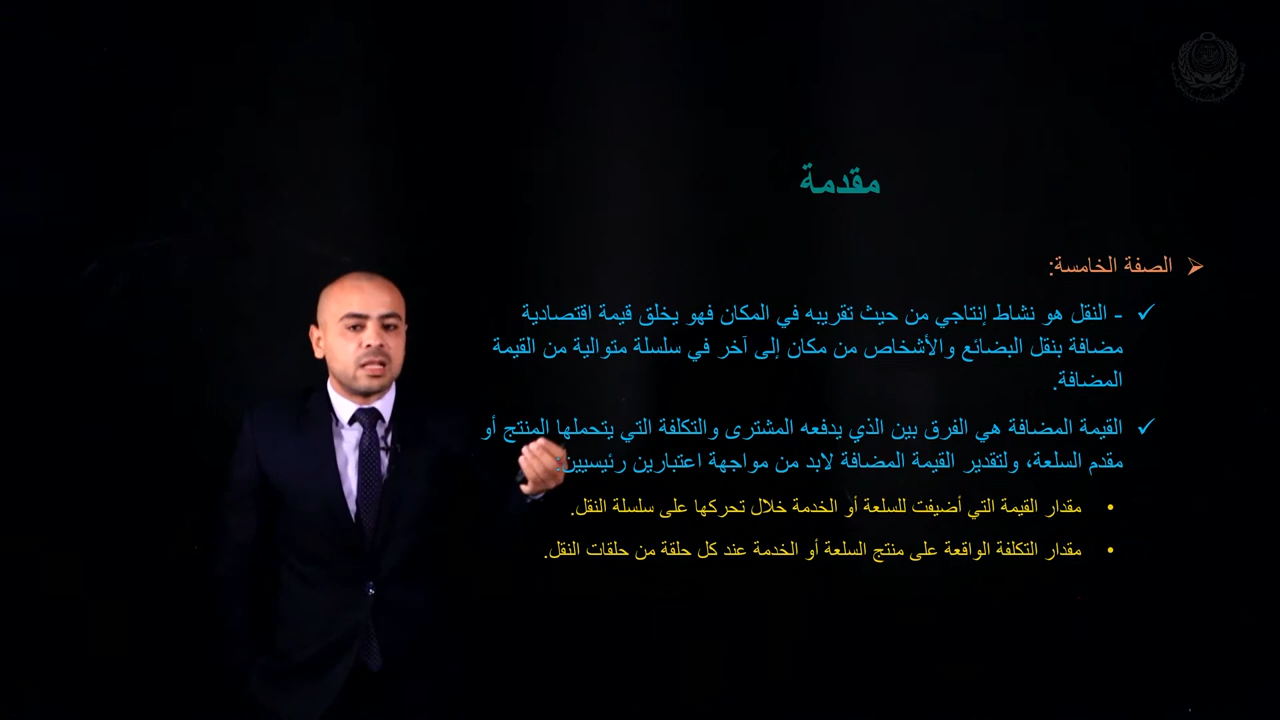 مقدمة
الصفة الخامسة:
- النقل هو نشاط إنتاجي من حيث تقريبه في المكان فهو يخلق قيمة اقتصادية
مضافة بنقل البضائع والأشخاص من مكان إلى آخر في سلسلة متوالية من القيمة
المضافة.
القيمة المضافة هي الفرق بين الذي يدفعه المشترى والتكلفة التي يتحملها المنتج أو
مقدم السلعة، ولتقدير القيمة المضافة لابد من مواجهة اعتبارين رئيسيين:
مقدار القيمة التي أضيفت للسلعة أو الخدمة خلال تحركها على سلسلة النقل.
مقدار التكلفة الواقعة على منتج السلعة أو الخدمة عند كل حلقة من حلقات النقل.